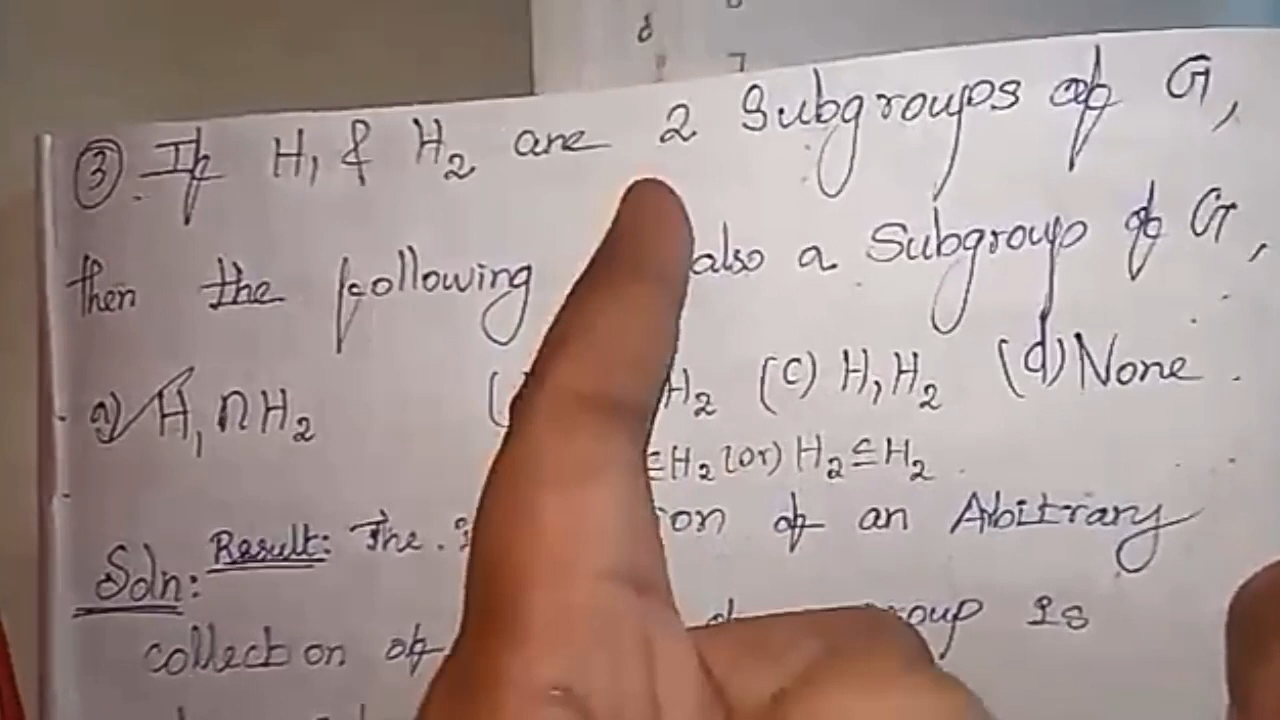 ③. If H₁ & H₂ are 2 Subgroups of G,
then the following also a Subgroup of G,
a) H₁ ∩ H₂ ( H₂ (c) H₁H₂ (d) None.
⊆H₂ (or) H₂ ⊆ H₂.
Soln: Result: The on of an Arbitrary
collection of oup is